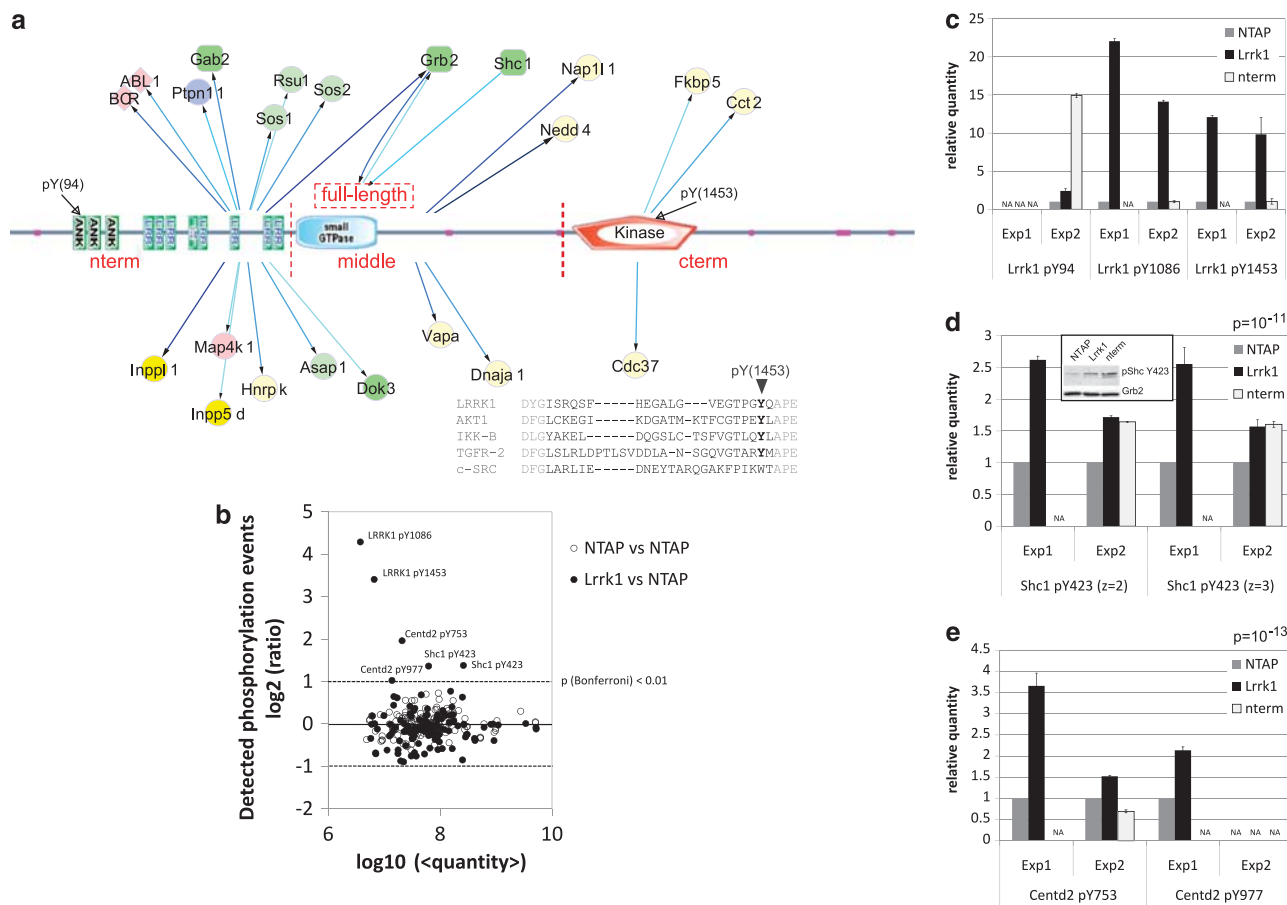 a
Gab2
ABL1
BCR
Ptpn11
Rsu1
Sos2
Sos1
Grb2
Shc1
Nap1l1
Nedd4
Fkbp5
Cct2
pY(94)
full-length
pY(1453)
ANK ANK ANK
small
GTPase
Kinase
nterm
middle
cterm
Inppl1
Map4k1
Inpp5d
Hnrpk
Asap1
Dok3
Vapa
Dnaja1
Cdc37
pY(1453)
LRRK1 DYGISRQSF-----HEGALG--VEGTPGYQAPE
AKT1 DFGLCKEGI-----KDGATM-KTFCGTPEYLAPE
IKK-B DLGYAKEL------DQGSLC-TSFVGTLQYLAPE
TGFR-2 DFGLSLRLDPTLSVDDLA-N-SGQVGTARYMAPE
c-SRC DFGLARLIE-----DNEYTARQGAKFPIKWTAPE
b
Detected phosphorylation events
log2 (ratio)
5
4
3
2
1
0
-1
-2
LRRK1 pY1086
LRRK1 pY1453
Centd2 pY753
Shc1 pY423
Shc1 pY423
Centd2 pY977
NTAP vs NTAP
Lrrk1 vs NTAP
p (Bonferroni) < 0.01
6 8 10
log10 (<quantity>)
c
relative quantity
25
20
15
10
5
0
NTAP
Lrrk1
nterm
NA NA NA
NA
NA
Exp1 Exp2 Exp1 Exp2 Exp1 Exp2
Lrrk1 pY94 Lrrk1 pY1086 Lrrk1 pY1453
d
relative quantity
3
2.5
2
1.5
1
0.5
0
p=10-11
NTAP
Lrrk1
nterm
NTAP Lrrk1 nterm
pShc Y423
Grb2
NA
NA
Exp1 Exp2 Exp1 Exp2
Shc1 pY423 (z=2) Shc1 pY423 (z=3)
e
relative quantity
4.5
4
3.5
3
2.5
2
1.5
1
0.5
0
p=10-13
NTAP
Lrrk1
nterm
NA
NA
NA NA NA
Exp1 Exp2 Exp1 Exp2
Centd2 pY753 Centd2 pY977